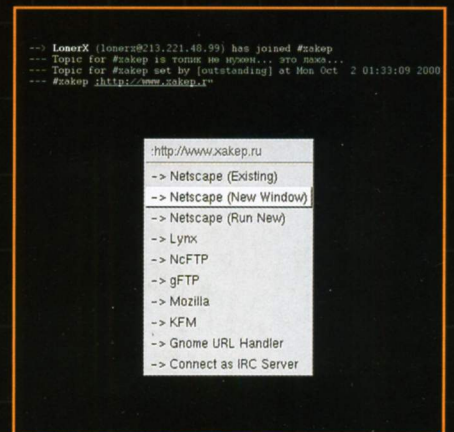 --> LonerX (lonerx@213.221.48.99) has joined #xakep
--- Topic for #xakep is топик не нужен... это лажа...
--- Topic for #xakep set by [outstanding] at Mon Oct 2 01:33:09 2000
--- #xakep :http://www.xakep.r
:http://www.xakep.ru
-> Netscape (Existing)
-> Netscape (New Window)
-> Netscape (Run New)
-> Lynx
-> NcFTP
-> gFTP
-> Mozilla
-> KFM
-> Gnome URL Handler
-> Connect as IRC Server